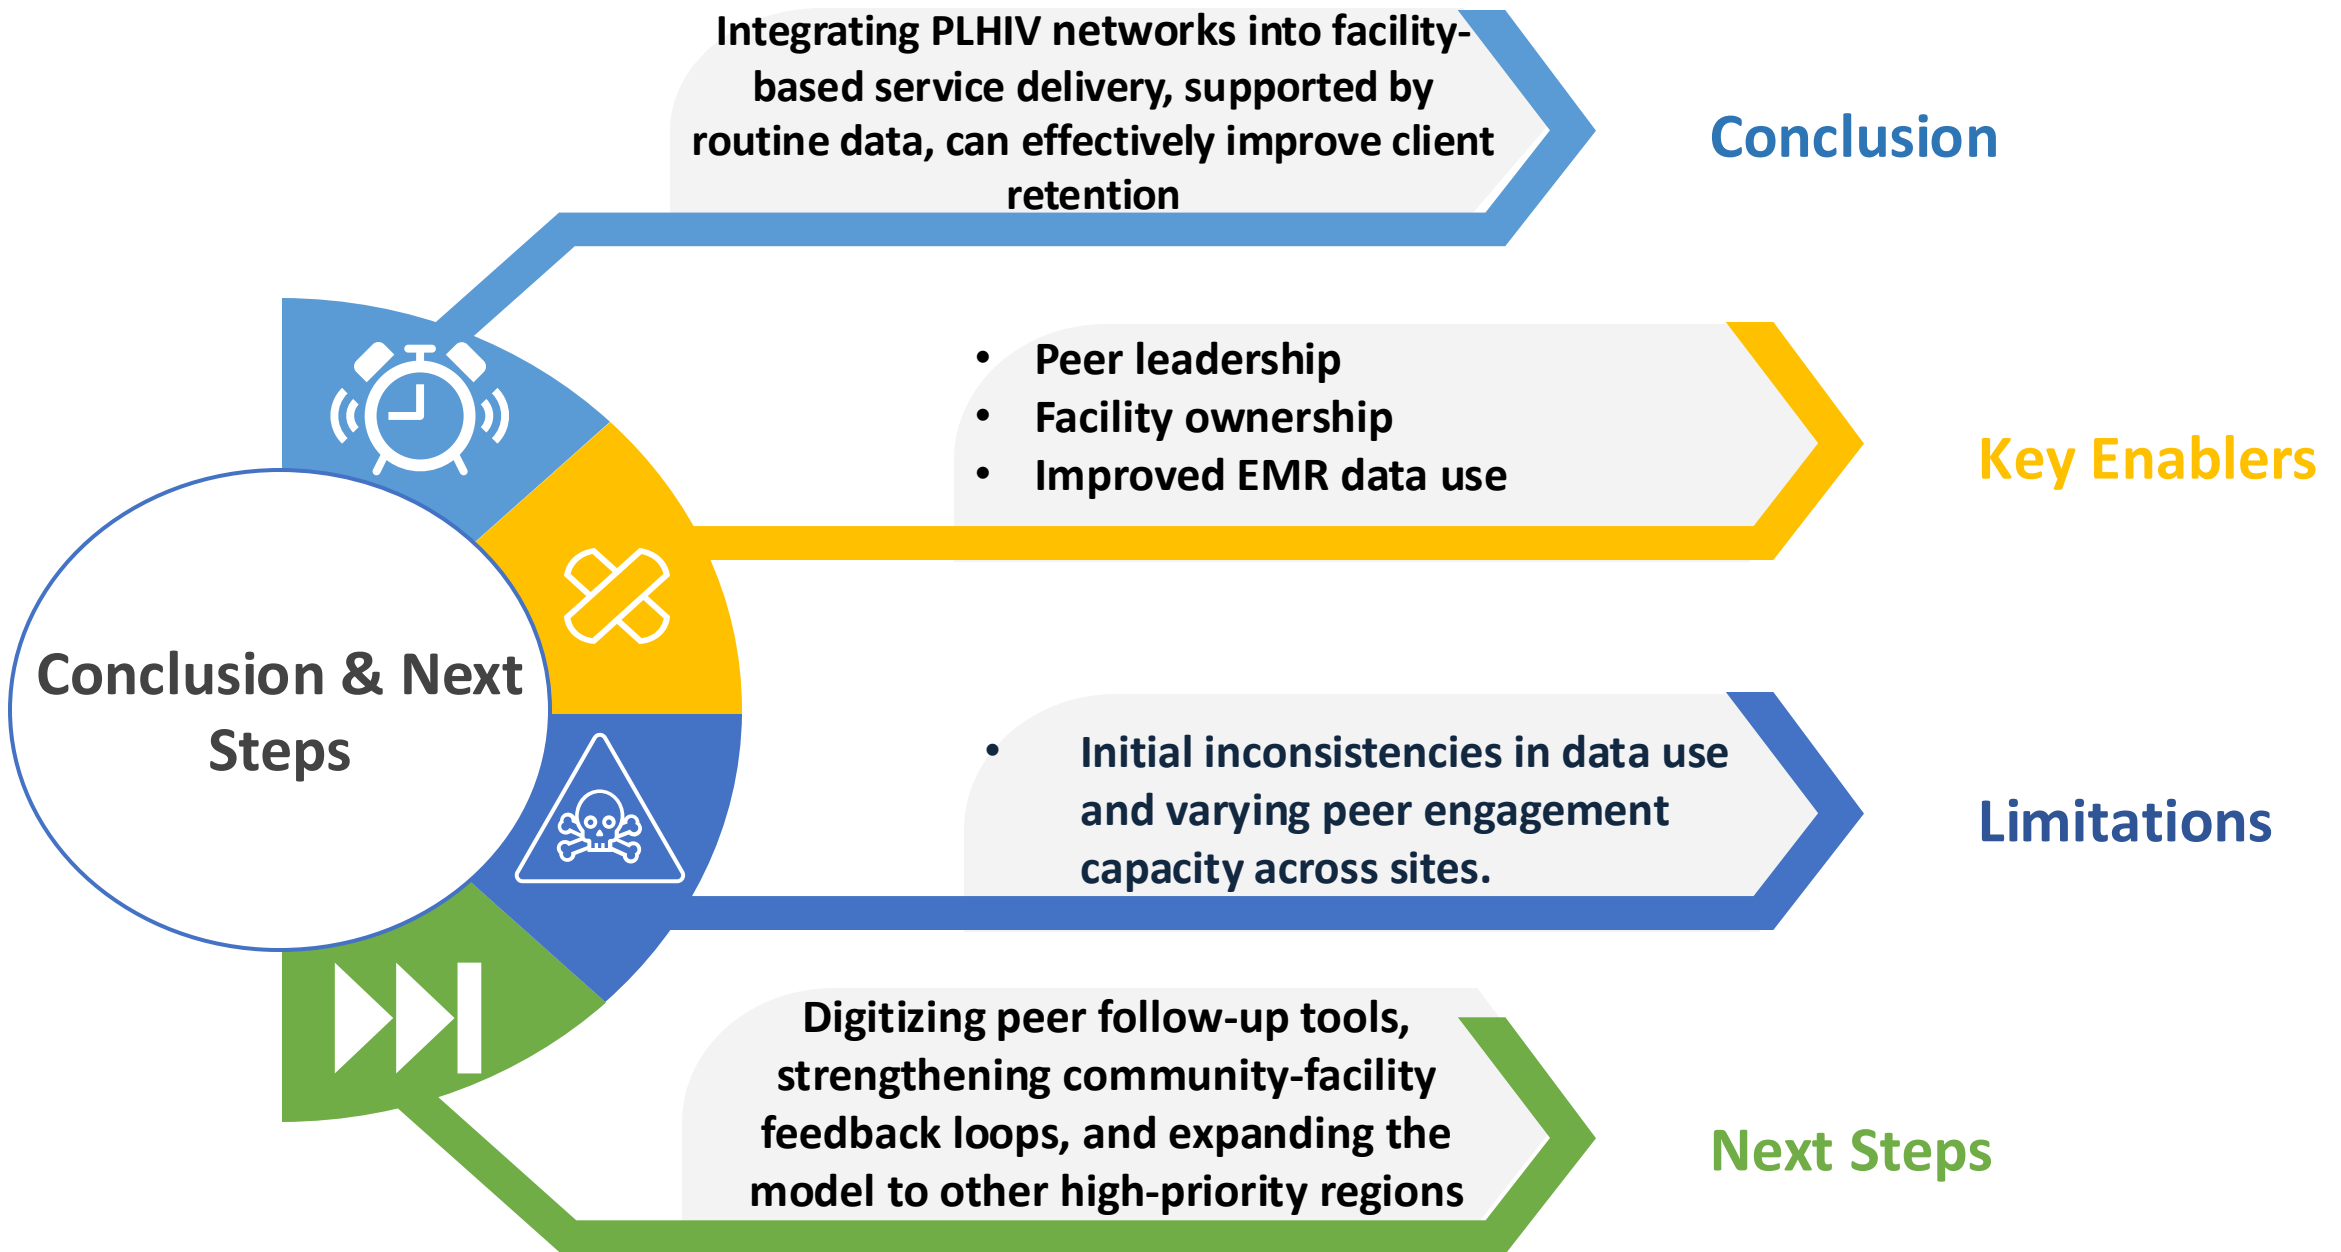 Integrating PLHIV networks into facility-
based service delivery, supported by
routine data, can effectively improve client
retention
Conclusion
• Peer leadership
• Facility ownership
• Improved EMR data use
Key Enablers
Conclusion & Next
Steps
• Initial inconsistencies in data use
and varying peer engagement
capacity across sites.
Limitations
Digitizing peer follow-up tools,
strengthening community-facility
feedback loops, and expanding the
model to other high-priority regions
Next Steps